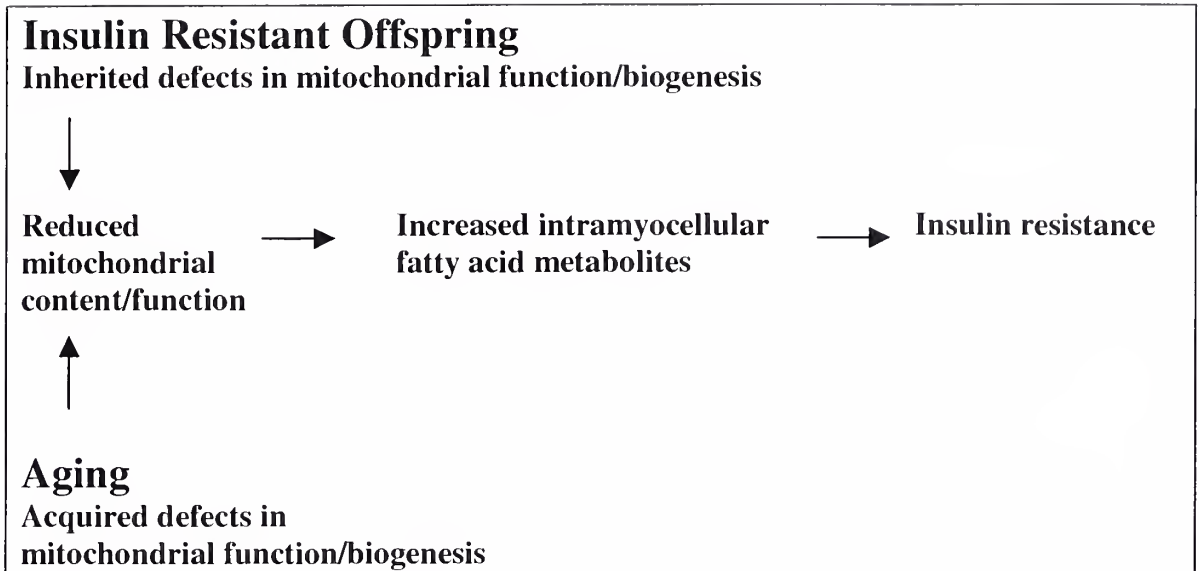 Insulin Resistant Offspring
Inherited defects in mitochondrial function/biogenesis
Reduced
mitochondrial
content/function
Increased intramyocellular
fatty acid metabolites
Insulin resistance
Aging
Acquired defects in
mitochondrial function/biogenesis